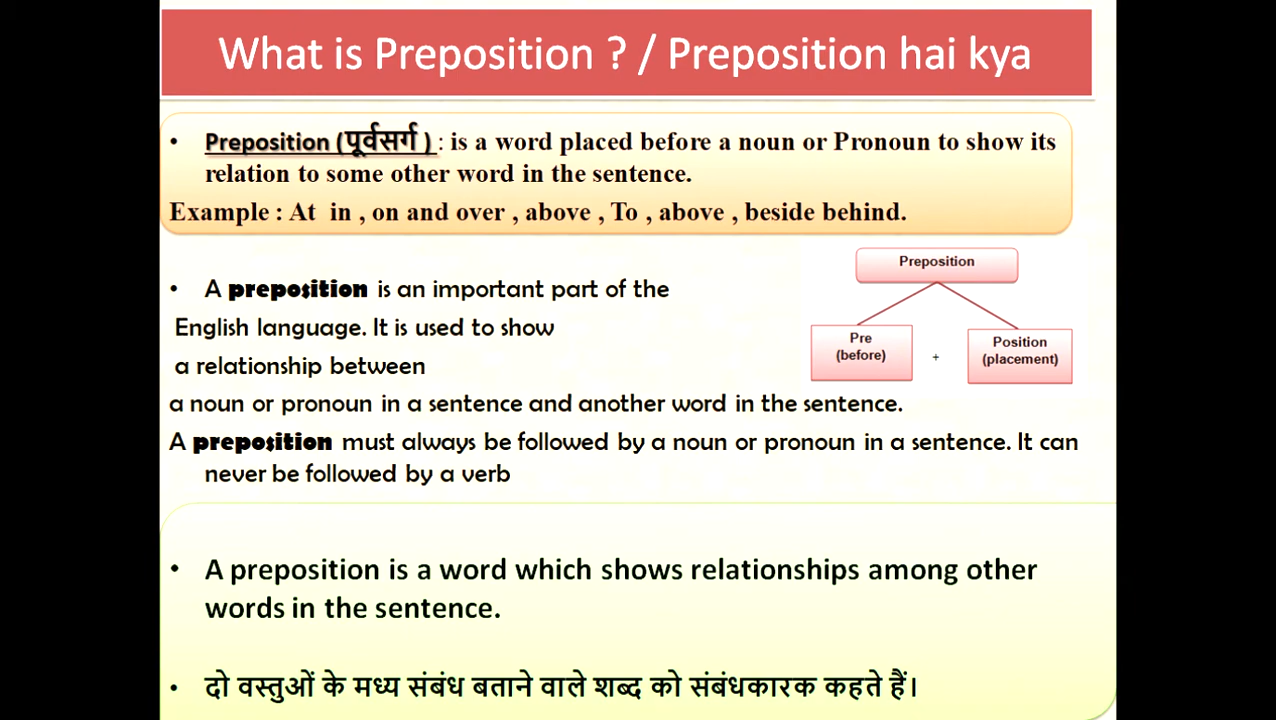 What is Preposition ? / Preposition hai kya
• Preposition (पूर्वसर्ग ) : is a word placed before a noun or Pronoun to show its
relation to some other word in the sentence.
Example : At in , on and over , above , To , above , beside behind.
• A preposition is an important part of the
English language. It is used to show
a relationship between
a noun or pronoun in a sentence and another word in the sentence.
A preposition must always be followed by a noun or pronoun in a sentence. It can
never be followed by a verb
Preposition
Pre
(before)
+
Position
(placement)
• A preposition is a word which shows relationships among other
words in the sentence.
• दो वस्तुओं के मध्य संबंध बताने वाले शब्द को संबंधकारक कहते हैं।